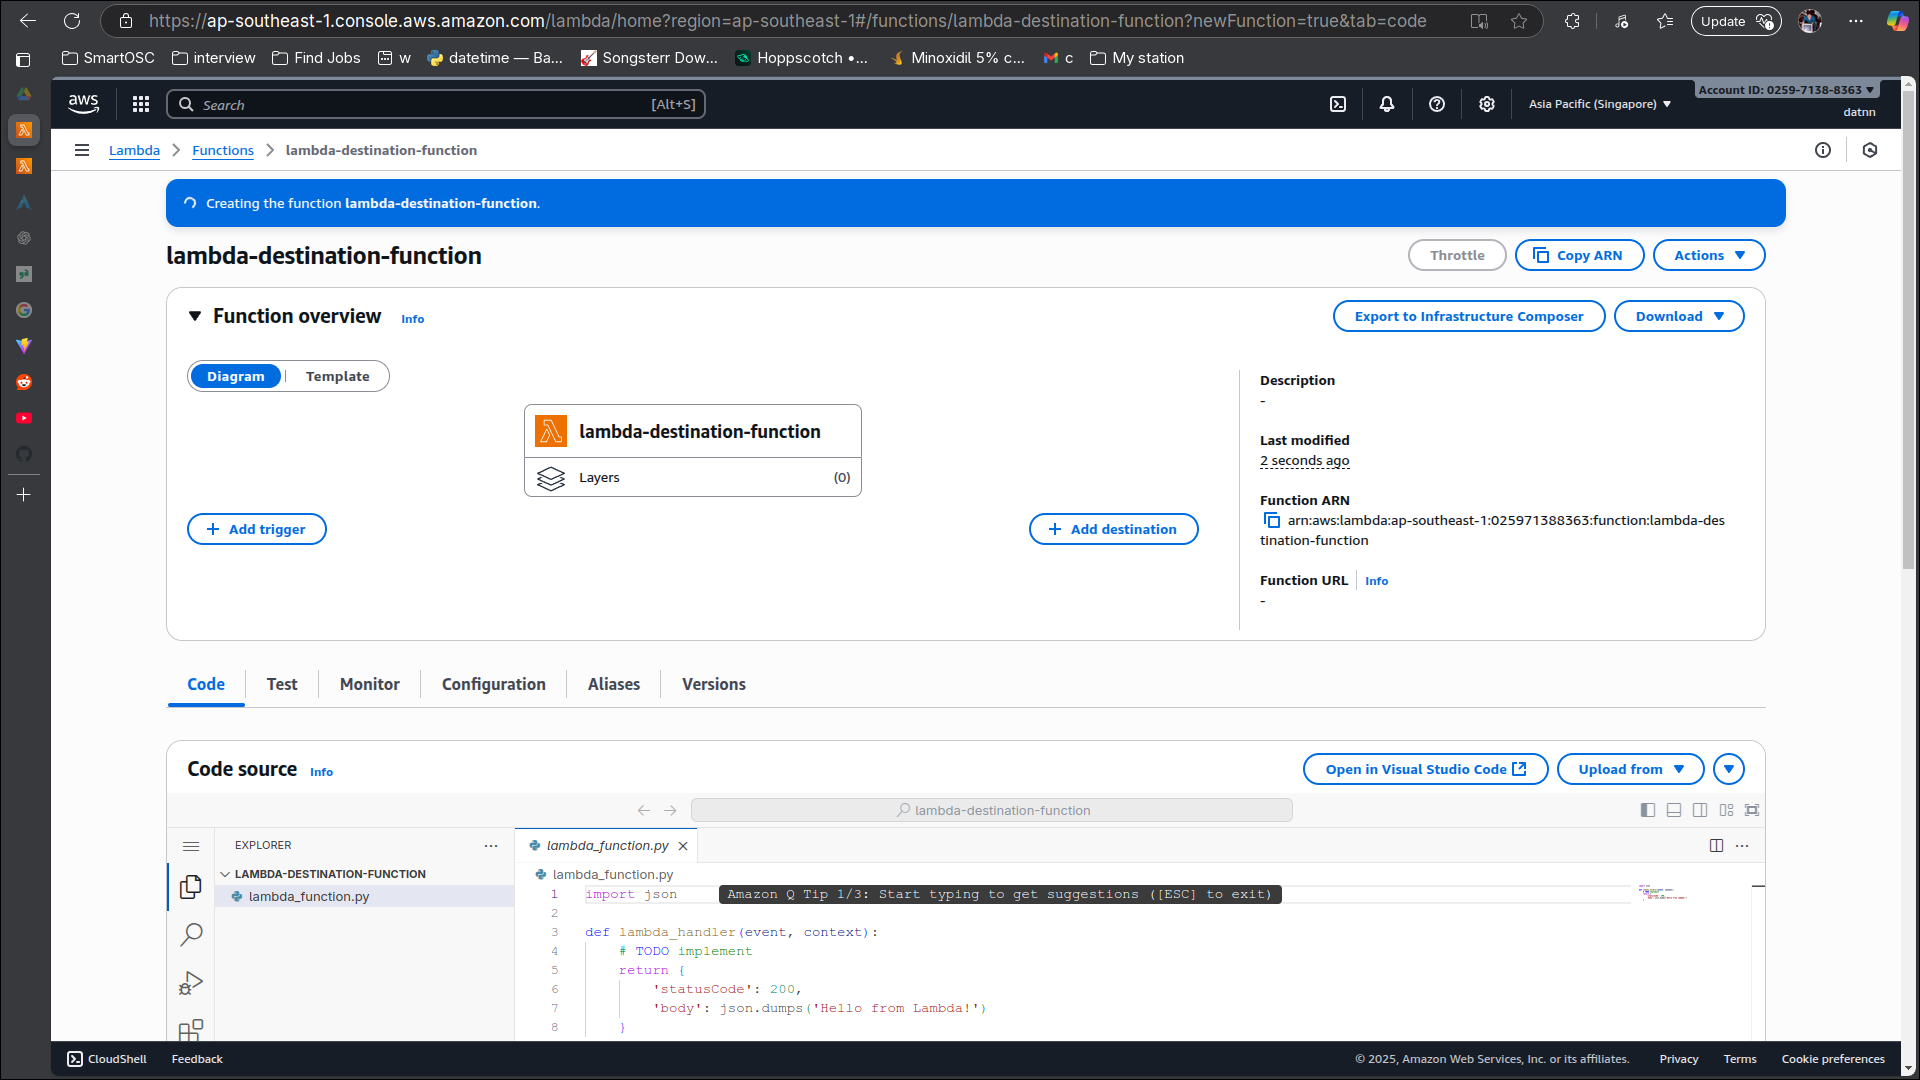 https://ap-southeast-1.console.aws.amazon.com/lambda/home?region=ap-southeast-1#/functions/lambda-destination-function?newFunction=true&tab=code
Update
SmartOSC
interview
Find Jobs
w
datetime — Ba...
Songsterr Dow...
Hoppscotch •...
Minoxidil 5% c...
c
My station
aws
Search
[Alt+S]
Asia Pacific (Singapore)
Account ID: 0259-7138-8363
datnn
Lambda
Functions
lambda-destination-function
Creating the function lambda-destination-function.
lambda-destination-function
Throttle
Copy ARN
Actions
Function overview
Info
Export to Infrastructure Composer
Download
Diagram
Template
lambda-destination-function
Layers
(0)
Add trigger
Add destination
Description
-
Last modified
2 seconds ago
Function ARN
arn:aws:lambda:ap-southeast-1:025971388363:function:lambda-des
tination-function
Function URL
Info
-
Code
Test
Monitor
Configuration
Aliases
Versions
Code source
Info
Open in Visual Studio Code
Upload from
lambda-destination-function
EXPLORER
LAMBDA-DESTINATION-FUNCTION
lambda_function.py
lambda_function.py
lambda_function.py
1 import json
Amazon Q Tip 1/3: Start typing to get suggestions ([ESC] to exit)
2
3 def lambda_handler(event, context):
4 # TODO implement
5 return {
6 'statusCode': 200,
7 'body': json.dumps('Hello from Lambda!')
8 }
CloudShell
Feedback
© 2025, Amazon Web Services, Inc. or its affiliates.
Privacy
Terms
Cookie preferences